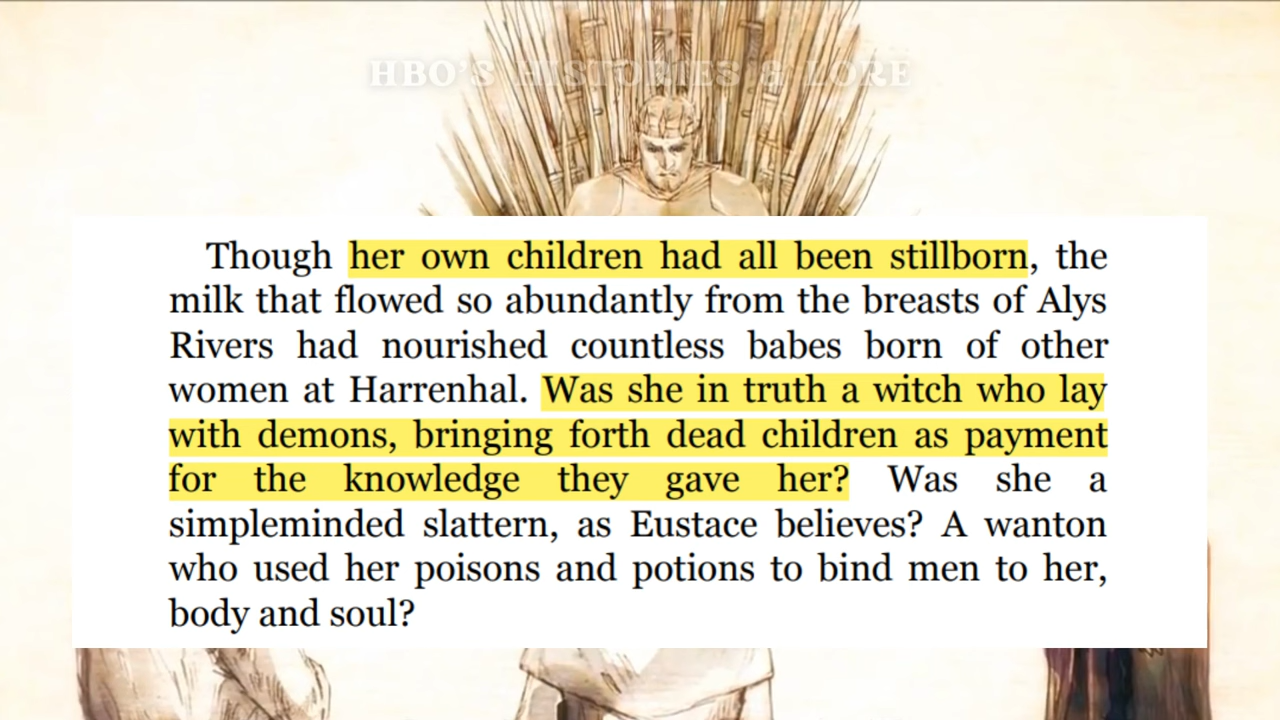 HBO'S HISTORIES & LORE
Though her own children had all been stillborn, the
milk that flowed so abundantly from the breasts of Alys
Rivers had nourished countless babes born of other
women at Harrenhal. Was she in truth a witch who lay
with demons, bringing forth dead children as payment
for the knowledge they gave her? Was she a
simpleminded slattern, as Eustace believes? A wanton
who used her poisons and potions to bind men to her,
body and soul?